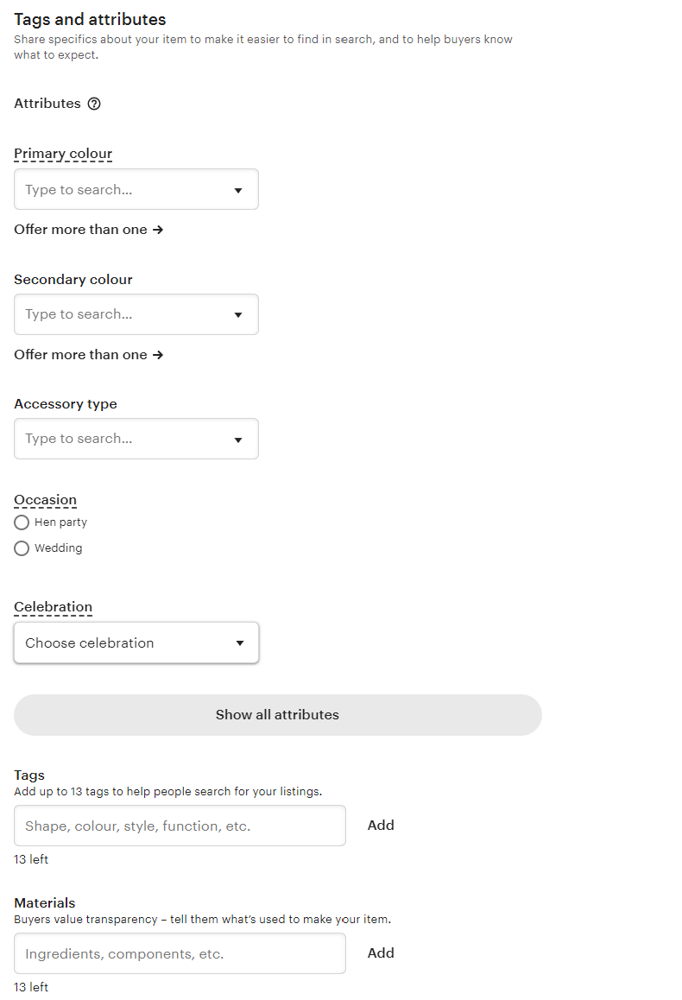 Tags and attributes
Share specifics about your item to make it easier to find in search, and to help buyers know
what to expect.
Attributes
Primary colour
Type to search...
Offer more than one →
Secondary colour
Type to search...
Offer more than one →
Accessory type
Type to search...
Occasion
Hen party
Wedding
Celebration
Choose celebration
Show all attributes
Tags
Add up to 13 tags to help people search for your listings.
Shape, colour, style, function, etc.
Add
13 left
Materials
Buyers value transparency – tell them what’s used to make your item.
Ingredients, components, etc.
Add
13 left